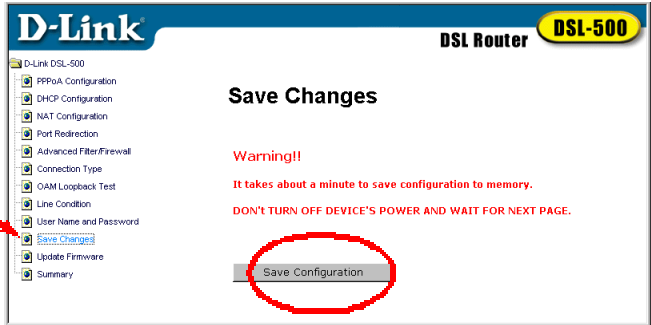 D-Link
DSL Router
DSL-500
D-Link DSL-500
PPPoA Configuration
DHCP Configuration
NAT Configuration
Port Redirection
Advanced Filter/Firewall
Connection Type
OAM Loopback Test
Line Condition
User Name and Password
Save Changes
Update Firmware
Summary
Save Changes
Warning!!
It takes about a minute to save configuration to memory.
DON't TURN OFF DEVICE'S POWER AND WAIT FOR NEXT PAGE.
Save Configuration